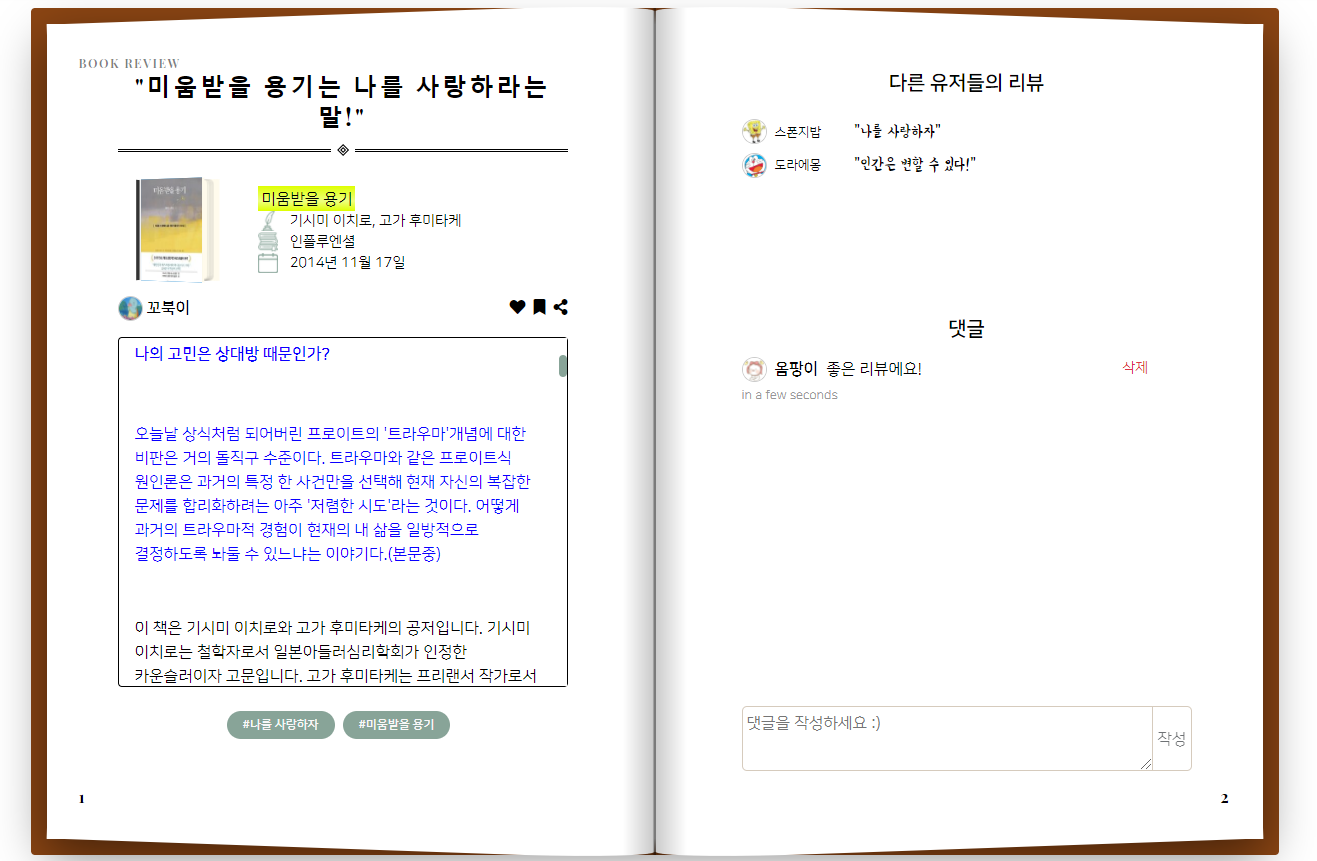 BOOK REVIEW
"미움받을 용기는 나를 사랑하라는
말!"
미움받을 용기
미움받을 용기
기시미 이치로, 고가 후미타케
인플루엔셜
2014년 11월 17일
꼬북이
나의 고민은 상대방 때문인가?
오늘날 상식처럼 되어버린 프로이트의 '트라우마'개념에 대한
비판은 거의 돌직구 수준이다. 트라우마와 같은 프로이트식
원인론은 과거의 특정 한 사건만을 선택해 현재 자신의 복잡한
문제를 합리화하려는 아주 '저렴한 시도'라는 것이다. 어떻게
과거의 트라우마적 경험이 현재의 내 삶을 일방적으로
결정하도록 놔둘 수 있느냐는 이야기다.(본문중)
이 책은 기시미 이치로와 고가 후미타케의 공저입니다. 기시미
이치로는 철학자로서 일본아들러심리학회가 인정한
카운슬러이자 고문입니다. 고가 후미타케는 프리랜서 작가로서
#나를 사랑하자 #미움받을 용기
1
다른 유저들의 리뷰
스폰지밥 "나를 사랑하자"
도라에몽 "인간은 변할 수 있다!"
댓글
옴팡이 좋은 리뷰에요! 삭제
in a few seconds
댓글을 작성하세요 :) 작성
2